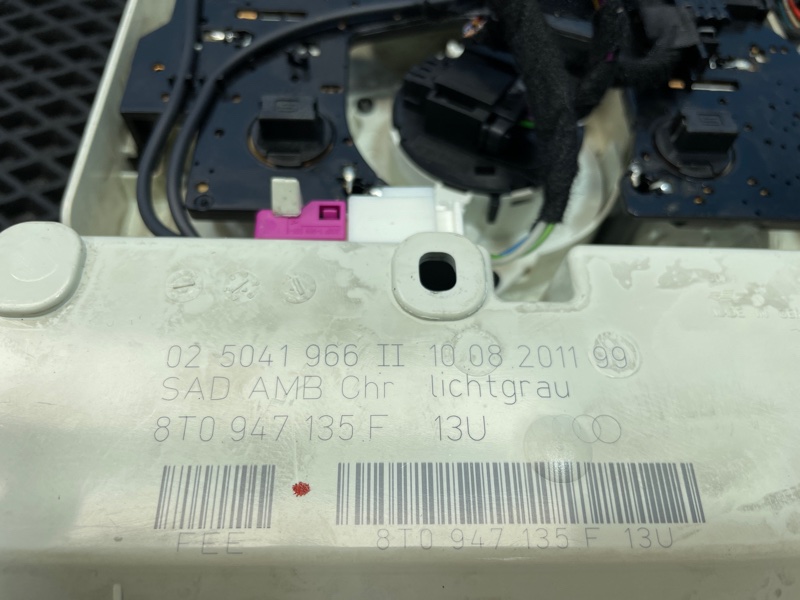 02 5041 966 II 10.08 2011 99
SAD AMB Chr lichtgrau
8T0 947 135 F 13U
FEE 8T0 947 135 F 13U